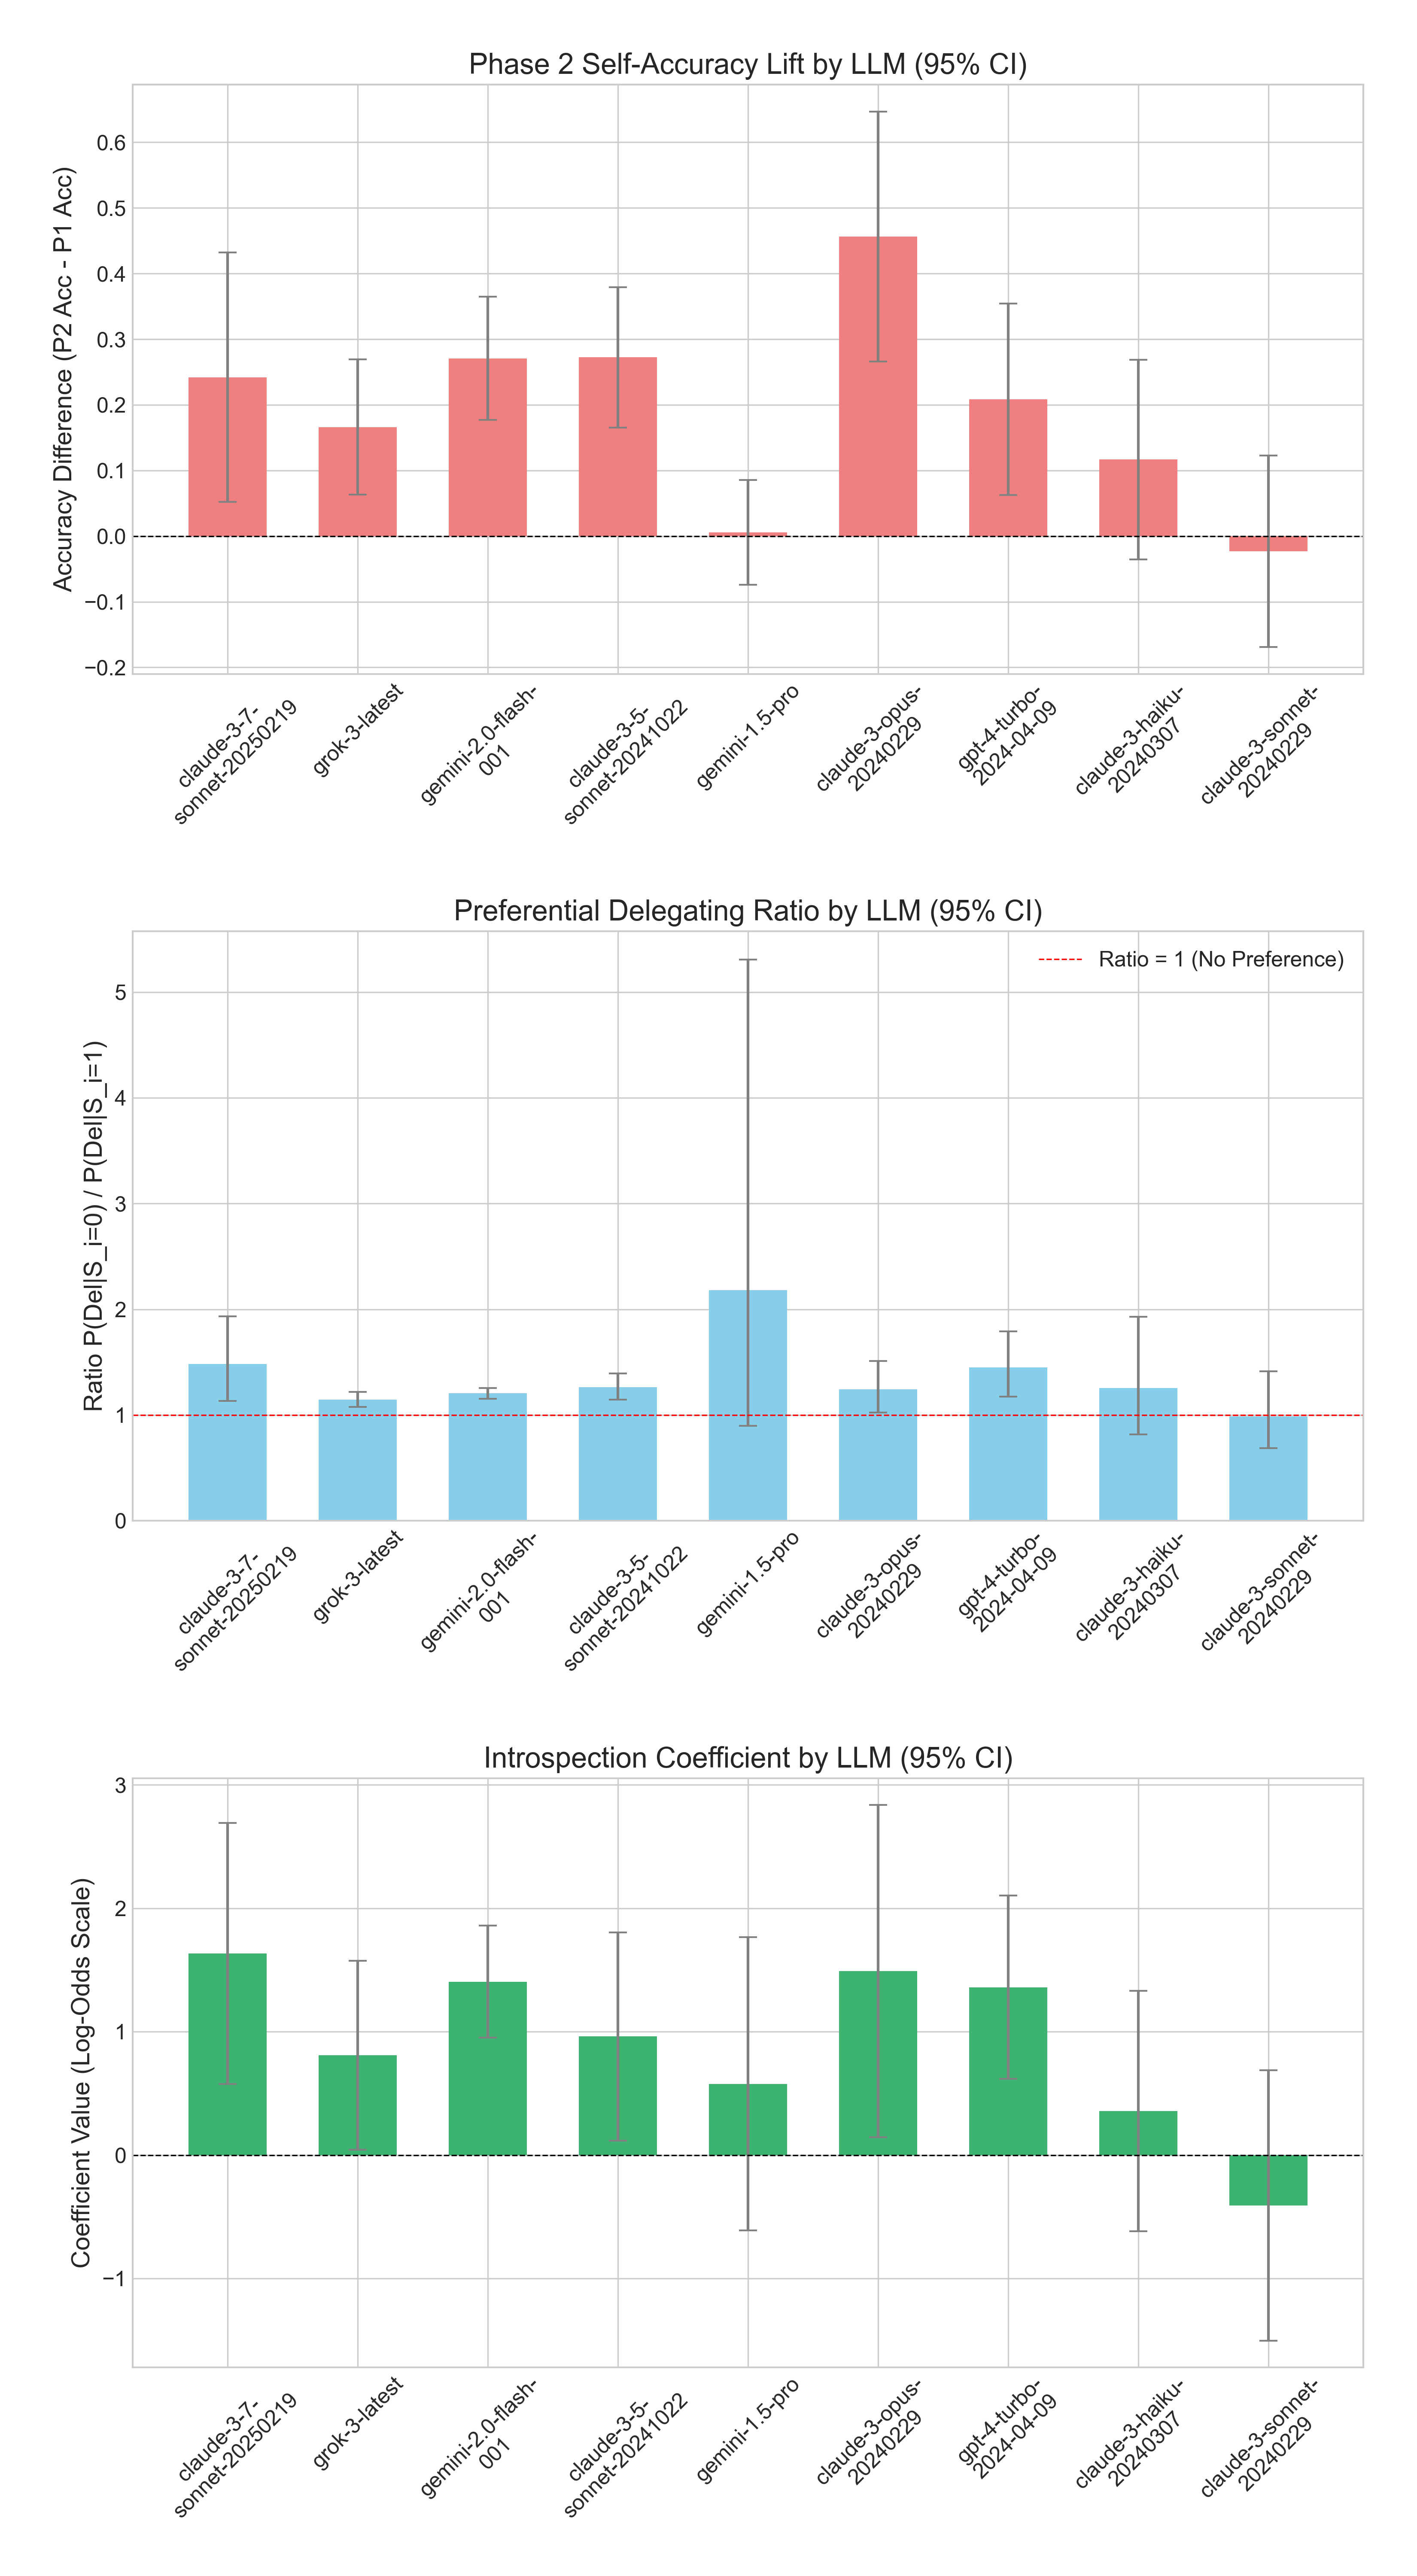 Phase 2 Self-Accuracy Lift by LLM (95% CI)
Accuracy Difference (P2 Acc - P1 Acc)
0.6
0.5
0.4
0.3
0.2
0.1
0.0
−0.1
−0.2
claude-3-7-
sonnet-20250219
grok-3-latest
gemini-2.0-flash-
001
claude-3-5-
sonnet-20241022
gemini-1.5-pro
claude-3-opus-
20240229
gpt-4-turbo-
2024-04-09
claude-3-haiku-
20240307
claude-3-sonnet-
20240229
Preferential Delegating Ratio by LLM (95% CI)
Ratio P(Del|S_i=0) / P(Del|S_i=1)
Ratio = 1 (No Preference)
5
4
3
2
1
0
claude-3-7-
sonnet-20250219
grok-3-latest
gemini-2.0-flash-
001
claude-3-5-
sonnet-20241022
gemini-1.5-pro
claude-3-opus-
20240229
gpt-4-turbo-
2024-04-09
claude-3-haiku-
20240307
claude-3-sonnet-
20240229
Introspection Coefficient by LLM (95% CI)
Coefficient Value (Log-Odds Scale)
3
2
1
0
−1
claude-3-7-
sonnet-20250219
grok-3-latest
gemini-2.0-flash-
001
claude-3-5-
sonnet-20241022
gemini-1.5-pro
claude-3-opus-
20240229
gpt-4-turbo-
2024-04-09
claude-3-haiku-
20240307
claude-3-sonnet-
20240229